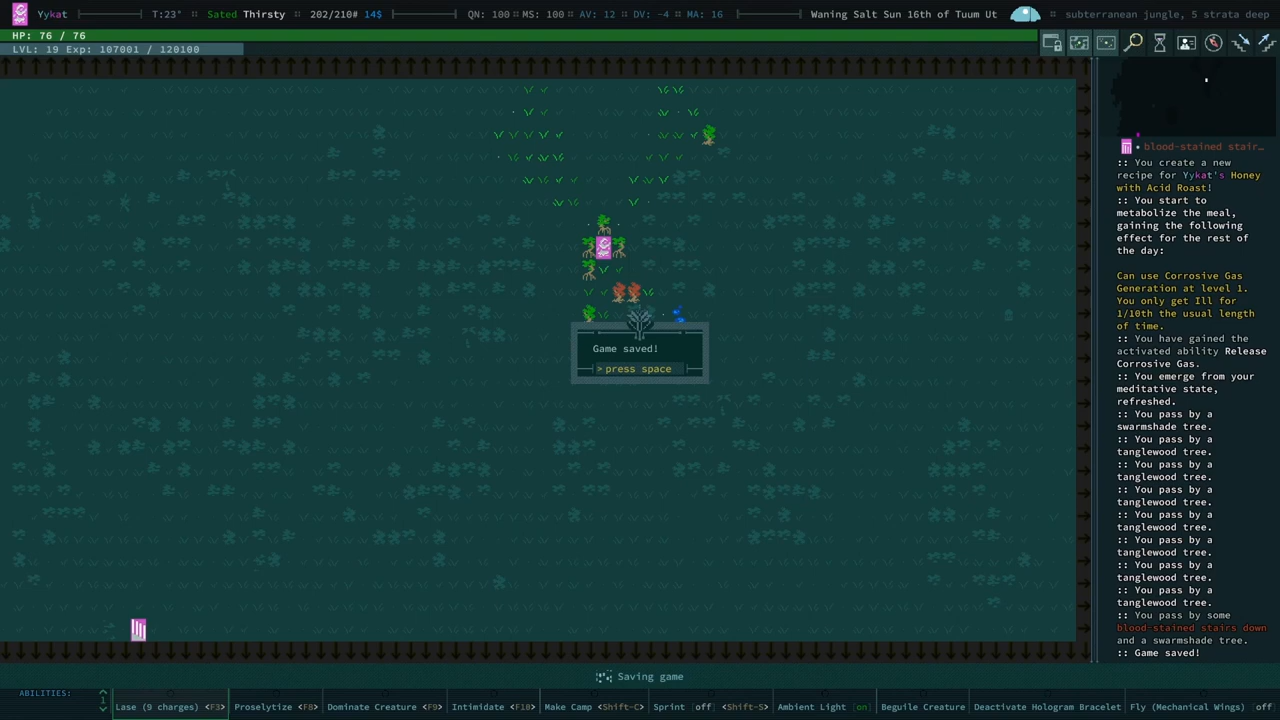 Yykat T:23° Sated Thirsty 202/210# 14$ QN: 100 MS: 100 AV: 12 DV: -4 MA: 16 Waning Salt Sun 16th of Tuum Ut subterranean jungle, 5 strata deep
HP: 76 / 76
LVL: 19 Exp: 107001 / 120100
blood-stained stair…
:: You create a new
recipe for Yykat's Honey
with Acid Roast!
:: You start to
metabolize the meal,
gaining the following
effect for the rest of
the day:
Can use Corrosive Gas
Generation at level 1.
You only get Ill for
1/10th the usual length
of time.
:: You have gained the
activated ability Release
Corrosive Gas.
:: You emerge from your
meditative state,
refreshed.
:: You pass by a
swarmshade tree.
:: You pass by a
tanglewood tree.
:: You pass by a
tanglewood tree.
:: You pass by a
tanglewood tree.
:: You pass by a
tanglewood tree.
:: You pass by a
tanglewood tree.
:: You pass by a
tanglewood tree.
:: You pass by a
tanglewood tree.
:: You pass by some
blood-stained stairs down
and a swarmshade tree.
:: Game saved!
Game saved!
> press space
Saving game
ABILITIES: 1 Lase (9 charges) <F3> Proselytize <F8> Dominate Creature <F9> Intimidate <F10> Make Camp <Shift-C> Sprint [off] <Shift-S> Ambient Light [on] Beguile Creature Deactivate Hologram Bracelet Fly (Mechanical Wings) [off